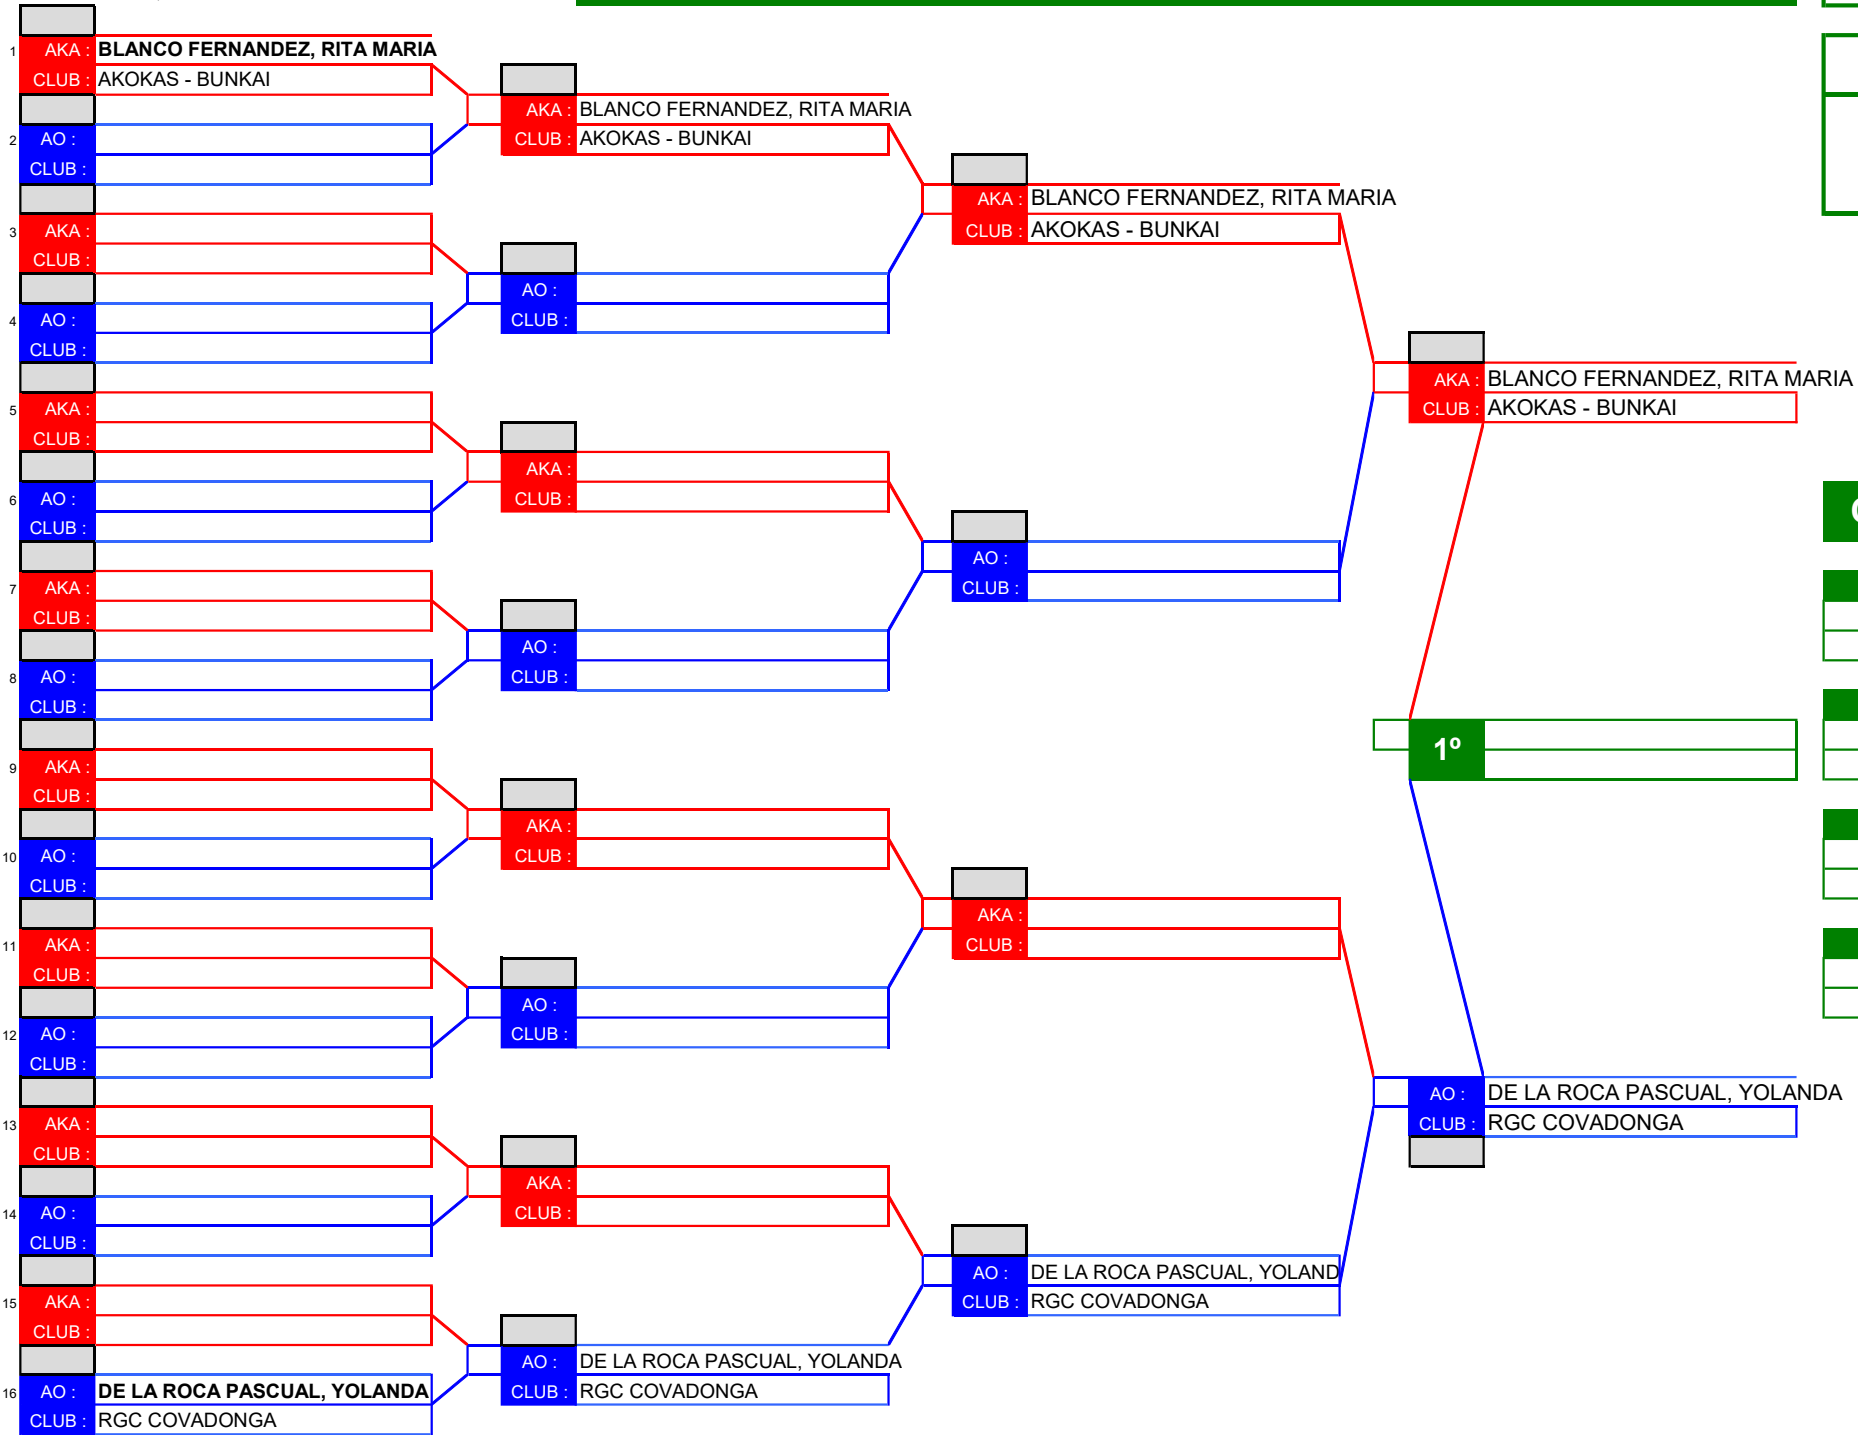 1 AKA : BLANCO FERNANDEZ, RITA MARIA
CLUB : AKOKAS - BUNKAI
2 AO :
CLUB :
3 AKA :
CLUB :
4 AO :
CLUB :
5 AKA :
CLUB :
6 AO :
CLUB :
7 AKA :
CLUB :
8 AO :
CLUB :
9 AKA :
CLUB :
10 AO :
CLUB :
11 AKA :
CLUB :
12 AO :
CLUB :
13 AKA :
CLUB :
14 AO :
CLUB :
15 AKA :
CLUB :
16 AO : DE LA ROCA PASCUAL, YOLANDA
CLUB : RGC COVADONGA
AKA : BLANCO FERNANDEZ, RITA MARIA
CLUB : AKOKAS - BUNKAI
AO :
CLUB :
AKA :
CLUB :
AO :
CLUB :
AKA :
CLUB :
AO :
CLUB :
AKA :
CLUB :
AO : DE LA ROCA PASCUAL, YOLANDA
CLUB : RGC COVADONGA
AKA : BLANCO FERNANDEZ, RITA MARIA
CLUB : AKOKAS - BUNKAI
AO :
CLUB :
AKA :
CLUB :
AO : DE LA ROCA PASCUAL, YOLAND
CLUB : RGC COVADONGA
AKA : BLANCO FERNANDEZ, RITA MARIA
CLUB : AKOKAS - BUNKAI
1º
AO : DE LA ROCA PASCUAL, YOLANDA
CLUB : RGC COVADONGA